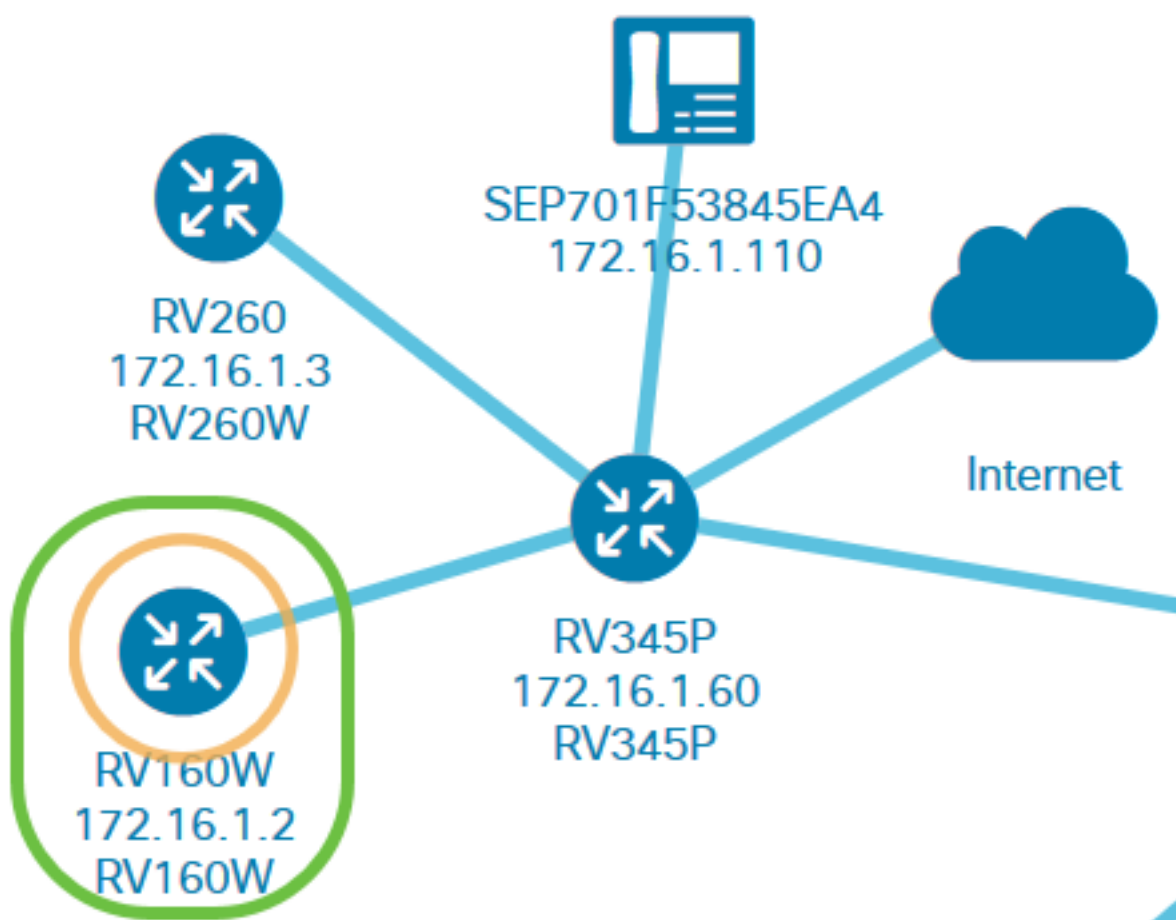 SEP701F53845EA4
172.16.1.110
RV260
172.16.1.3
RV260W
Internet
RV345P
172.16.1.60
RV345P
RV160W
172.16.1.2
RV160W